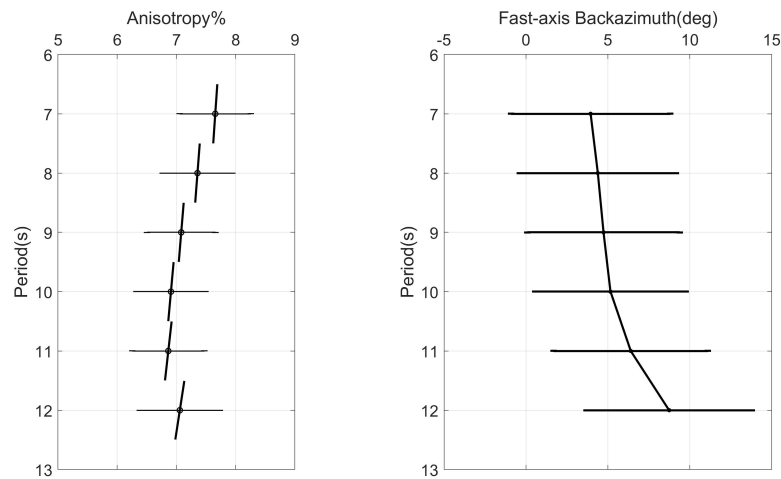 Anisotropy%
5 6 7 8 9
6
7
8
9
10
11
12
13
Period(s)
Fast-axis Backazimuth(deg)
-5 0 5 10 15
6
7
8
9
10
11
12
13
Period(s)